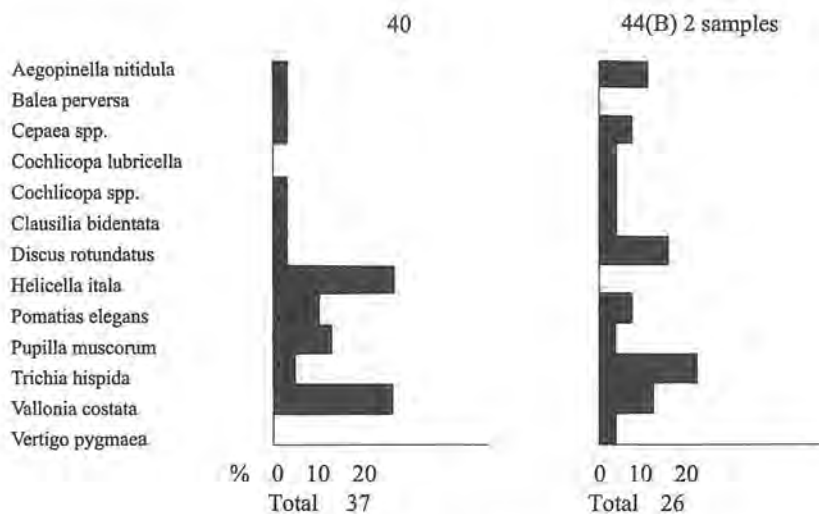 40 44(B) 2 samples
Aegopinella nitidula
Balea perversa
Cepaea spp.
Cochlicopa lubricella
Cochlicopa spp.
Clausilia bidentata
Discus rotundatus
Helicella itala
Pomatias elegans
Pupilla muscorum
Trichia hispida
Vallonia costata
Vertigo pygmaea
% 0 10 20 0 10 20
Total 37 Total 26